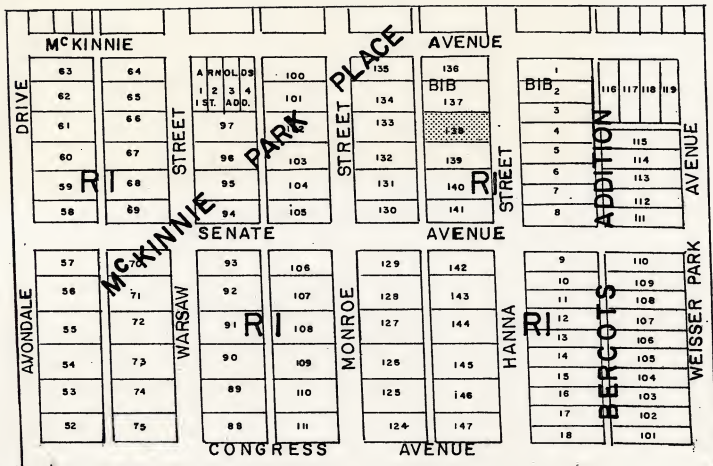 McKINNIE AVENUE
63 64 100 135 136 1
ARNOLDS
1 2 3 4
1 ST. ADD.
BIB BIB
116 117 118 119
62 65 101 134 137 2
66 3
61 97 133 138 4
115
60 67 96 103 132 139 5
114
6
59 68 95 104 131 140 113
7
112
58 69 94 105 130 141 8 111
RI RI
SENATE AVENUE
57 70 93 106 129 142 9 110
10 109
56 71 92 107 128 143 11 108
72 12 107
55 91 108 127 144 13 106
RI RI
54 73 90 109 126 145 14 105
15 104
53 74 89 110 125 146 16 103
17 102
52 75 88 111 124 147 18 101
CONGRESS AVENUE
AVONDALE DRIVE
WARSAW STREET
MONROE STREET
HANNA STREET
WEISSER PARK AVENUE
McKINNIE PARK PLACE
BERCOTS ADDITION